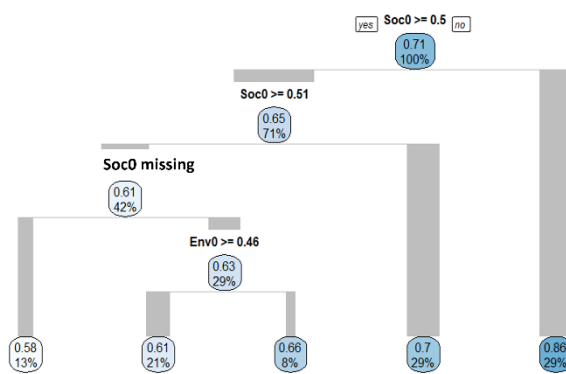 yes Soc0 >= 0.5 no
0.71
100%
Soc0 >= 0.51
0.65
71%
Soc0 missing
0.61
42%
Env0 >= 0.46
0.63
29%
0.58 0.61 0.66 0.7 0.86
13% 21% 8% 29% 29%